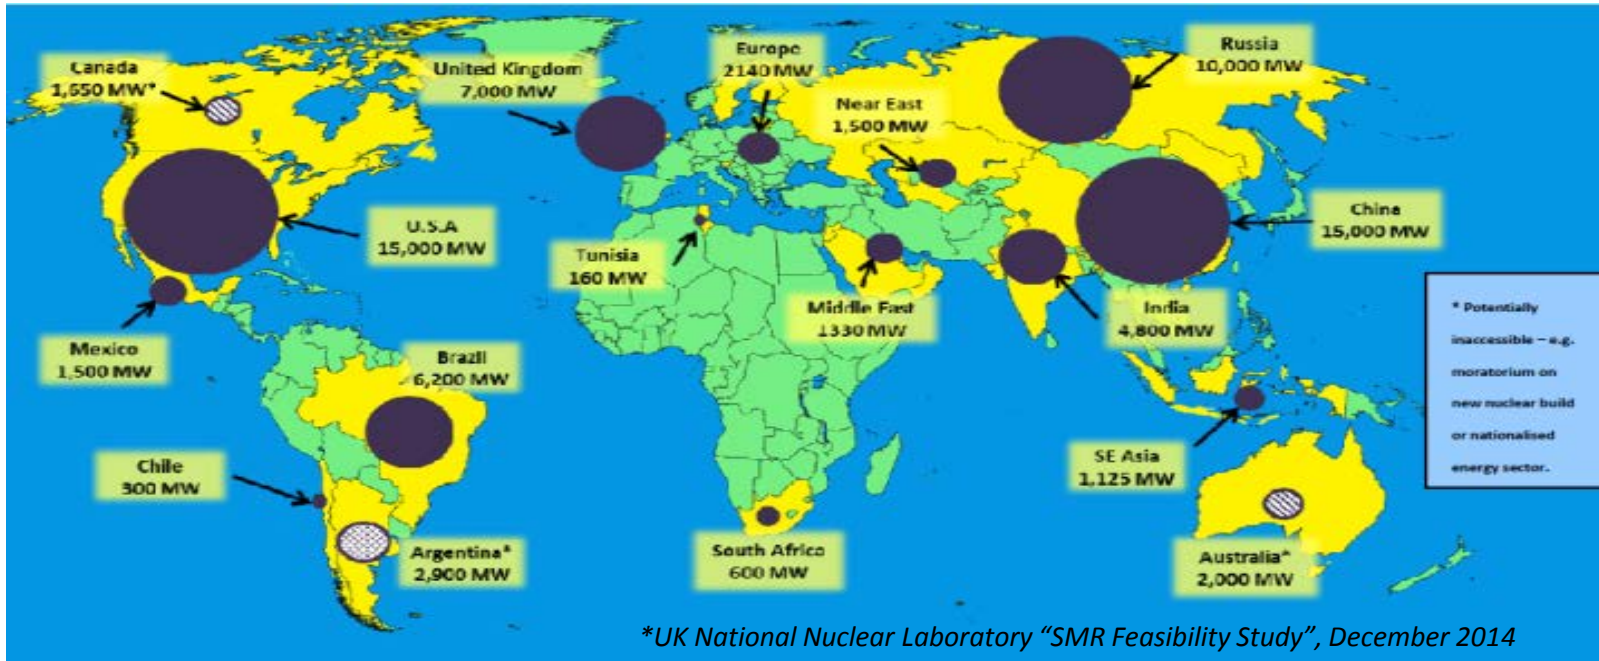 Canada
1,650 MW*
United Kingdom
7,000 MW
Europe
2140 MW
Near East
1,500 MW
Russia
10,000 MW
U.S.A
15,000 MW
Tunisia
160 MW
Middle East
1330 MW
India
4,800 MW
China
15,000 MW
Mexico
1,500 MW
Brazil
6,200 MW
Chile
300 MW
Argentina*
2,900 MW
South Africa
600 MW
SE Asia
1,125 MW
Australia*
2,000 MW
* Potentially
inaccessible – e.g.
moratorium on
new nuclear build
or nationalised
energy sector.
*UK National Nuclear Laboratory “SMR Feasibility Study”, December 2014